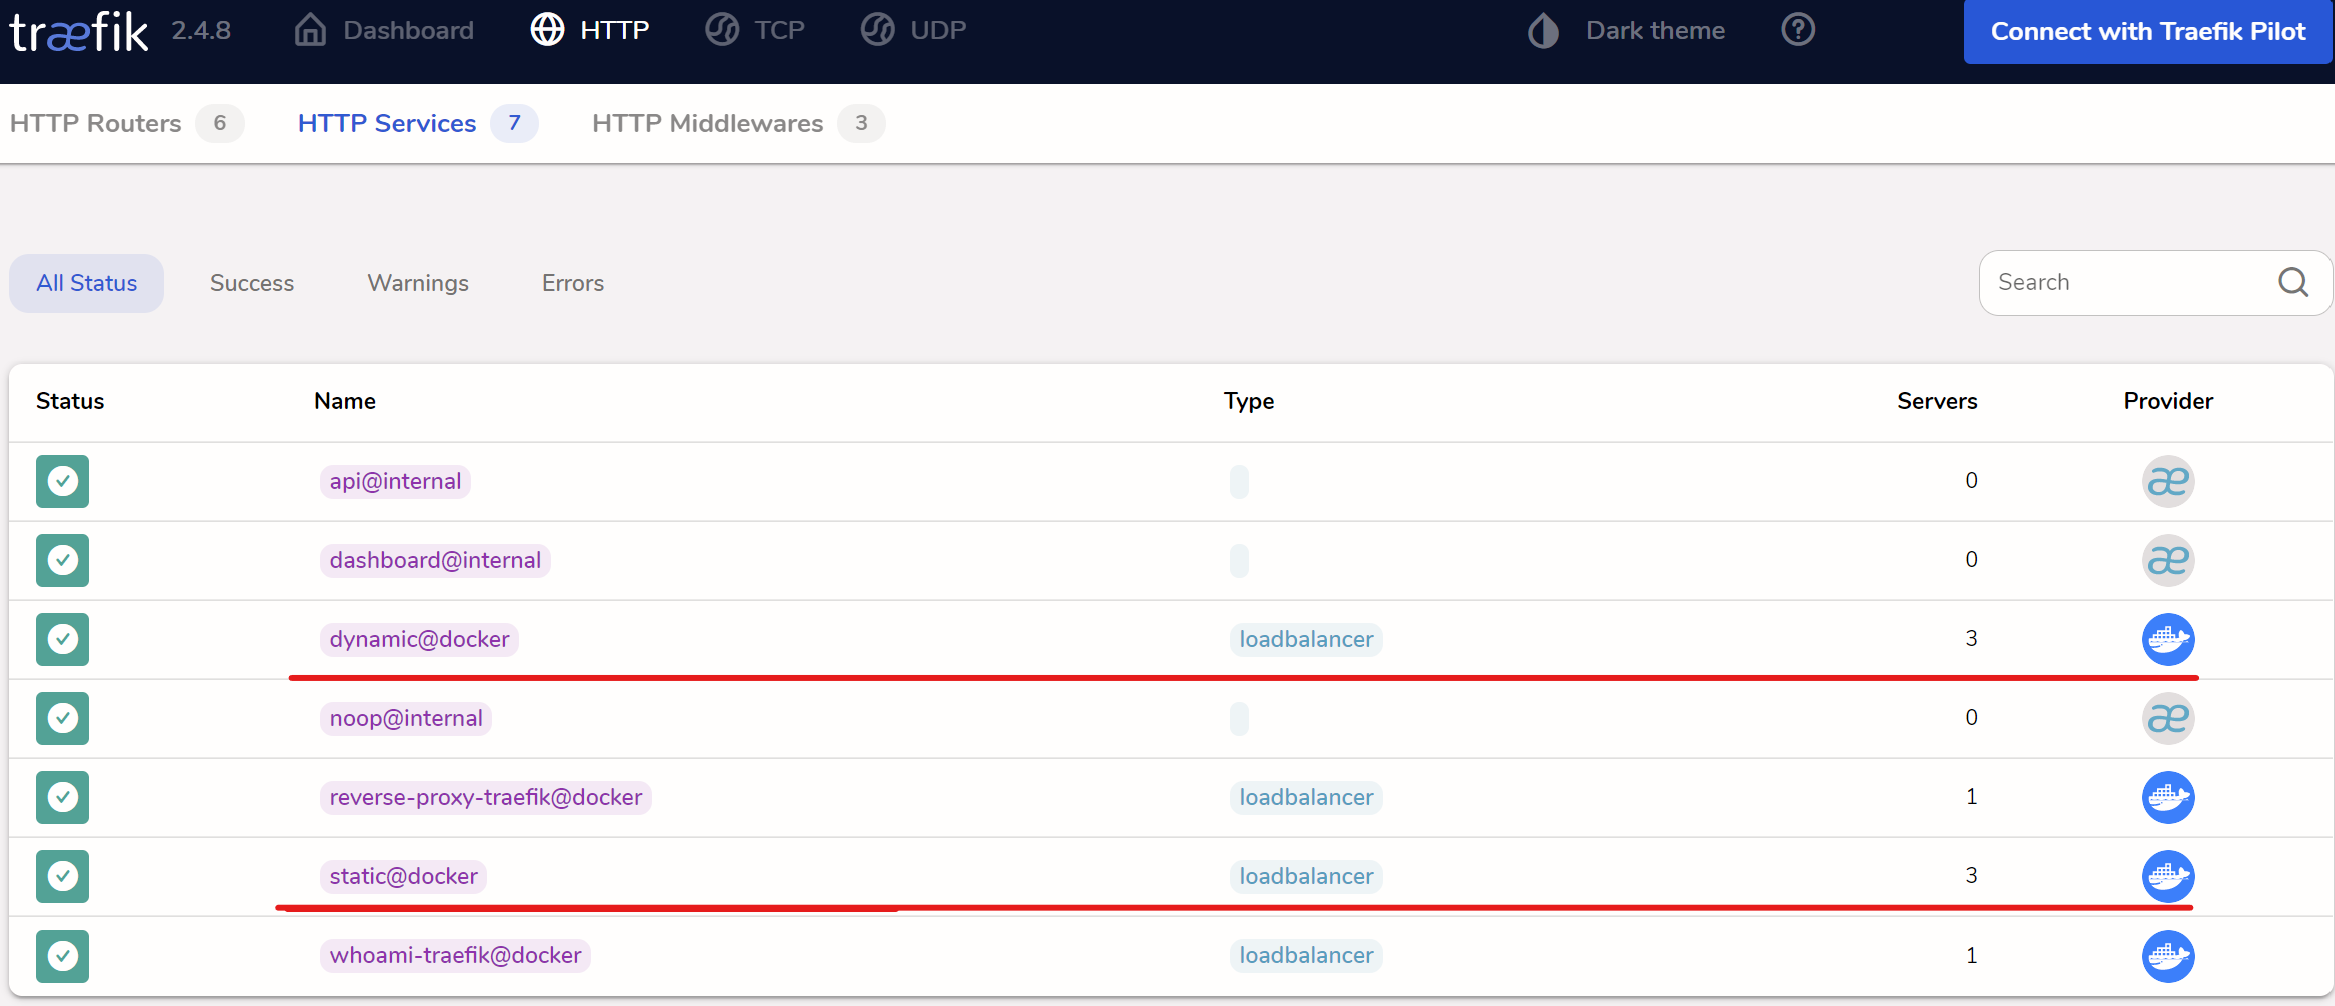 træfik 2.4.8 Dashboard HTTP TCP UDP Dark theme Connect with Traefik Pilot
HTTP Routers 6 HTTP Services 7 HTTP Middlewares 3
All Status Success Warnings Errors Search
Status Name Type Servers Provider
api@internal 0
dashboard@internal 0
dynamic@docker loadbalancer 3
noop@internal 0
reverse-proxy-traefik@docker loadbalancer 1
static@docker loadbalancer 3
whoami-traefik@docker loadbalancer 1